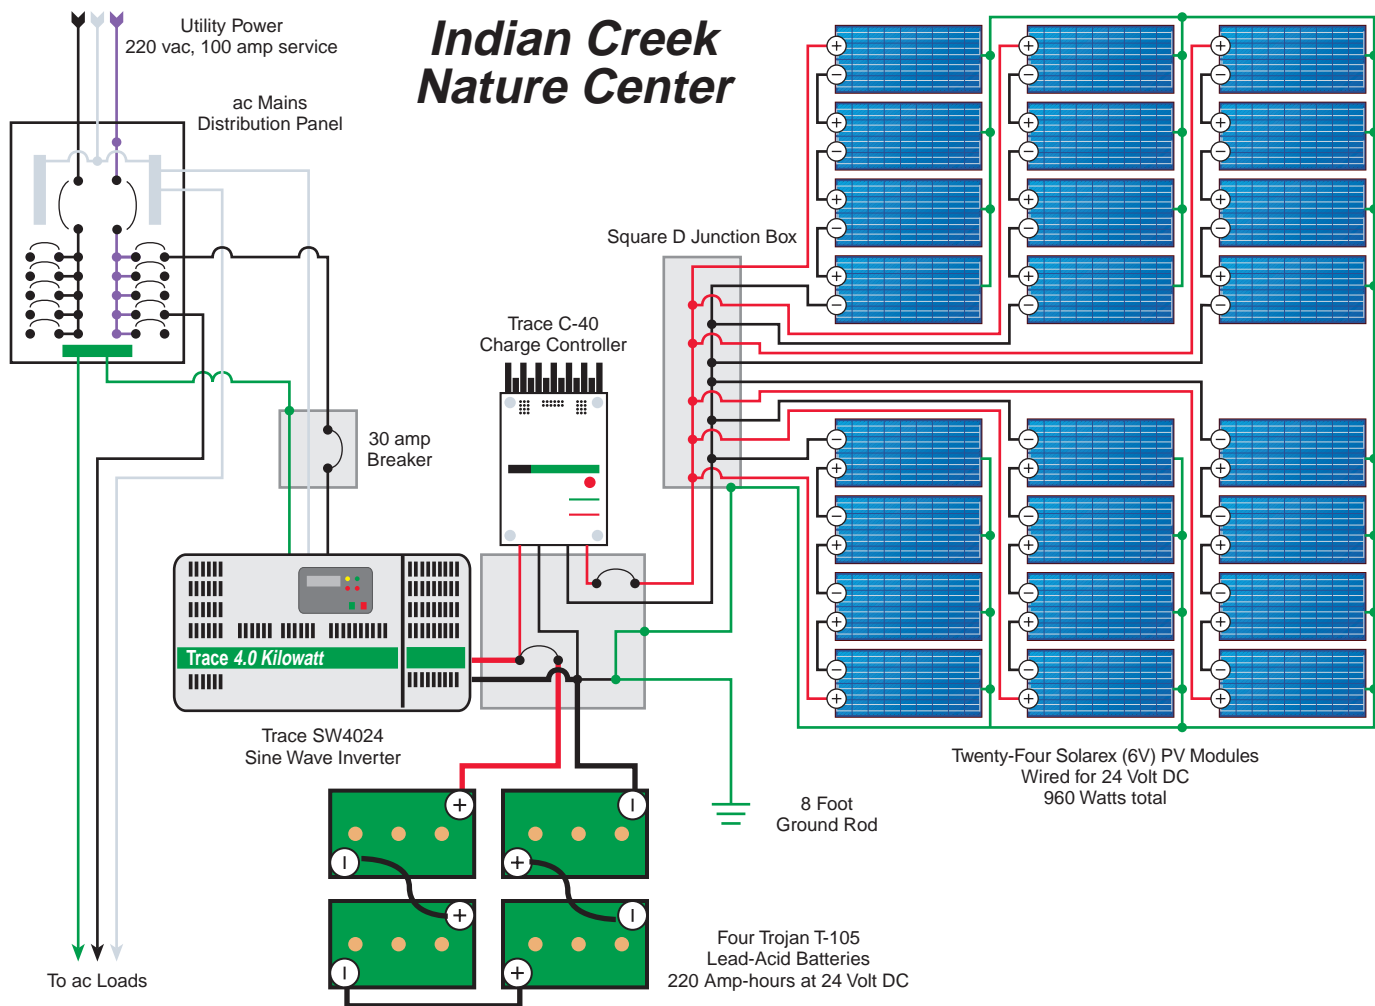 Indian Creek
Nature Center
Utility Power
220 vac, 100 amp service
ac Mains
Distribution Panel
Square D Junction Box
Trace C-40
Charge Controller
30 amp
Breaker
Trace 4.0 Kilowatt
Trace SW4024
Sine Wave Inverter
Twenty-Four Solarex (6V) PV Modules
Wired for 24 Volt DC
960 Watts total
8 Foot
Ground Rod
Four Trojan T-105
Lead-Acid Batteries
220 Amp-hours at 24 Volt DC
To ac Loads